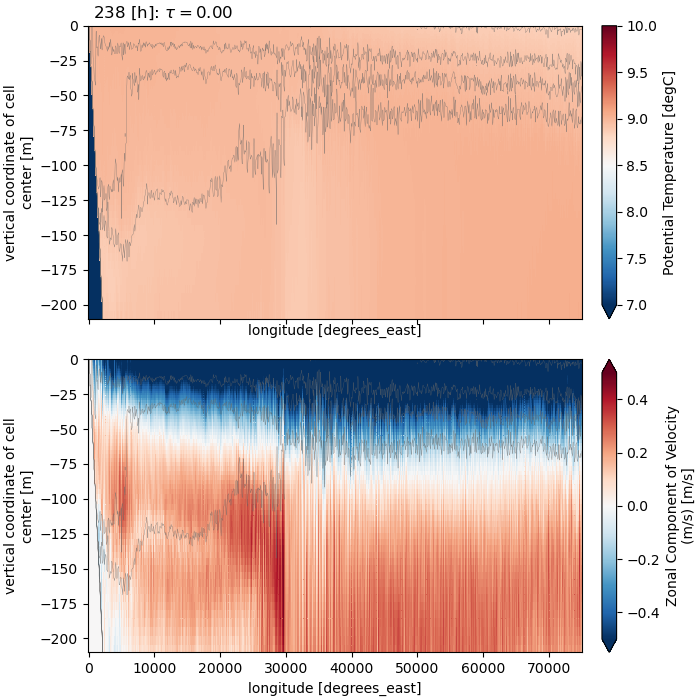 238 [h]: τ = 0.00
0
−25
−50
−75
−100
−125
−150
−175
−200
vertical coordinate of cell
center [m]
longitude [degrees_east]
10.0
9.5
9.0
8.5
8.0
7.5
7.0
Potential Temperature [degC]
0
−25
−50
−75
−100
−125
−150
−175
−200
vertical coordinate of cell
center [m]
0 10000 20000 30000 40000 50000 60000 70000
longitude [degrees_east]
0.4
0.2
0.0
−0.2
−0.4
Zonal Component of Velocity
(m/s) [m/s]